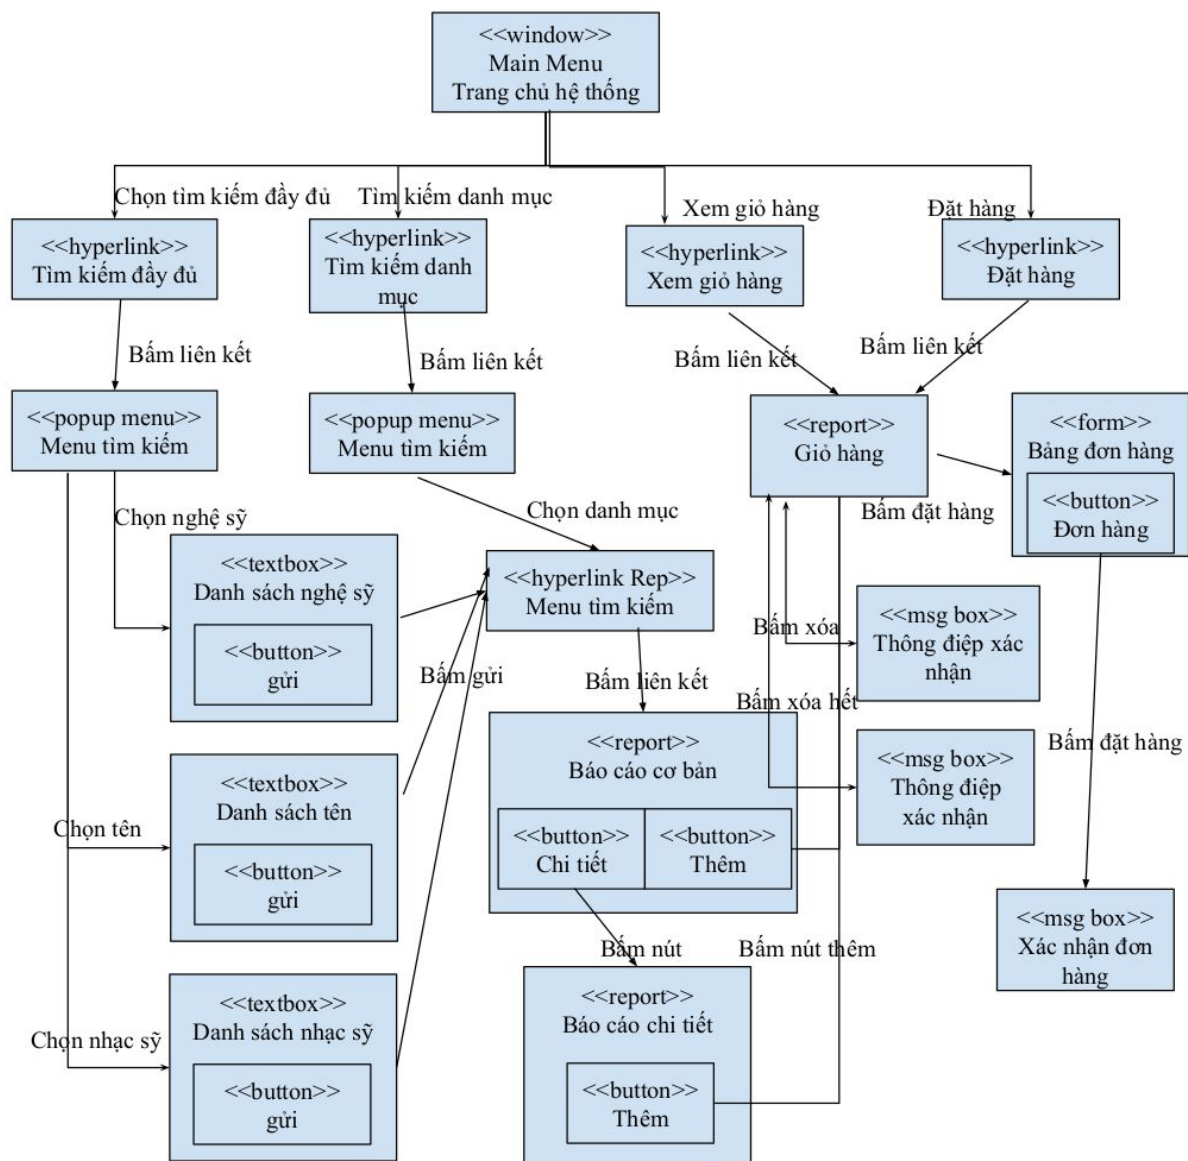 <<window>>
Main Menu
Trang chủ hệ thống
Chọn tìm kiếm đầy đủ
Tìm kiếm danh mục
Xem giỏ hàng
Đặt hàng
<<hyperlink>>
Tìm kiếm đầy đủ
<<hyperlink>>
Tìm kiếm danh
mục
<<hyperlink>>
Xem giỏ hàng
<<hyperlink>>
Đặt hàng
Bấm liên kết
Bấm liên kết
Bấm liên kết
Bấm liên kết
<<popup menu>>
Menu tìm kiếm
<<popup menu>>
Menu tìm kiếm
<<report>>
Giỏ hàng
<<form>>
Bảng đơn hàng
<<button>>
Đơn hàng
Chọn nghệ sỹ
Chọn danh mục
Bấm đặt hàng
<<textbox>>
Danh sách nghệ sỹ
<<button>>
gửi
<<hyperlink Rep>>
Menu tìm kiếm
Bấm xóa
<<msg box>>
Thông điệp xác
nhận
Bấm gửi
Bấm liên kết
Bấm xóa hết
<<report>>
Báo cáo cơ bản
<<button>>
Chi tiết
<<button>>
Thêm
<<msg box>>
Thông điệp
xác nhận
Bấm đặt hàng
Chọn tên
<<textbox>>
Danh sách tên
<<button>>
gửi
<<msg box>>
Xác nhận đơn
hàng
Bấm nút
Bấm nút thêm
Chọn nhạc sỹ
<<textbox>>
Danh sách nhạc sỹ
<<button>>
gửi
<<report>>
Báo cáo chi tiết
<<button>>
Thêm